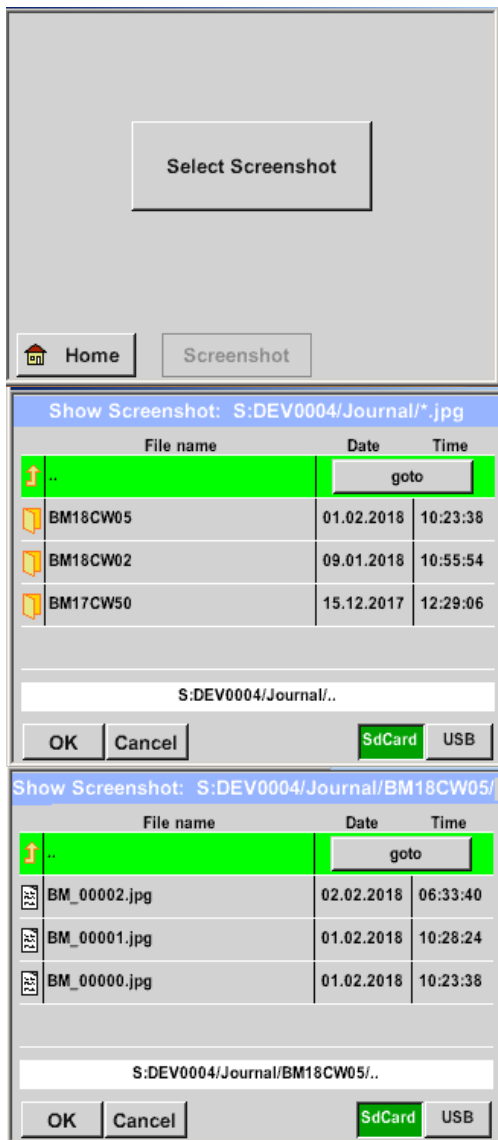 Select Screenshot
Home Screenshot
Show Screenshot: S:DEV0004/Journal/*.jpg
File name Date Time
.. goto
BM18CW05 01.02.2018 10:23:38
BM18CW02 09.01.2018 10:55:54
BM17CW50 15.12.2017 12:29:06
S:DEV0004/Journal/..
OK Cancel SdCard USB
Show Screenshot: S:DEV0004/Journal/BM18CW05/
File name Date Time
.. goto
BM_00002.jpg 02.02.2018 06:33:40
BM_00001.jpg 01.02.2018 10:28:24
BM_00000.jpg 01.02.2018 10:23:38
S:DEV0004/Journal/BM18CW05/..
OK Cancel SdCard USB